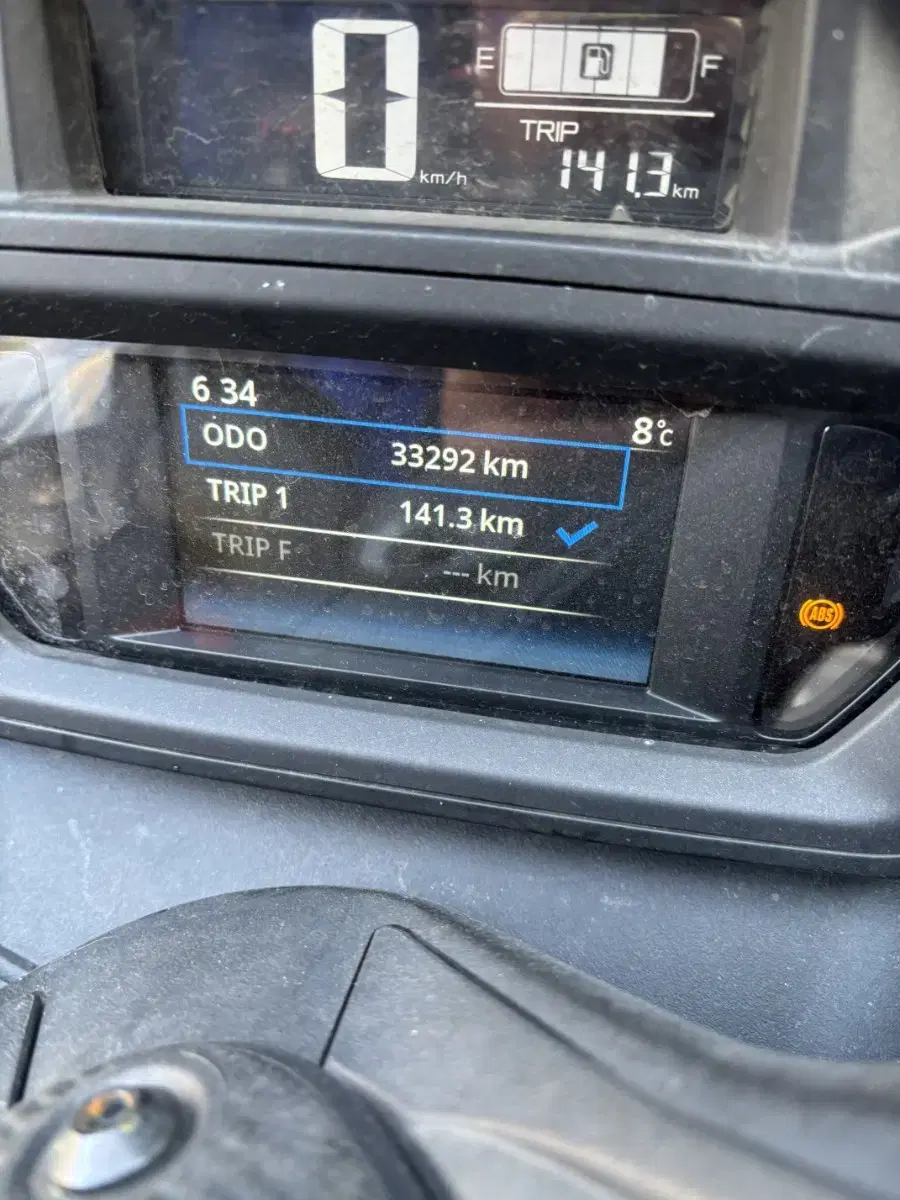 E F
0 km/h
TRIP
141.3 km
6:34
8°C
ODO 33292 km
TRIP 1 141.3 km
TRIP F --- km
ABS